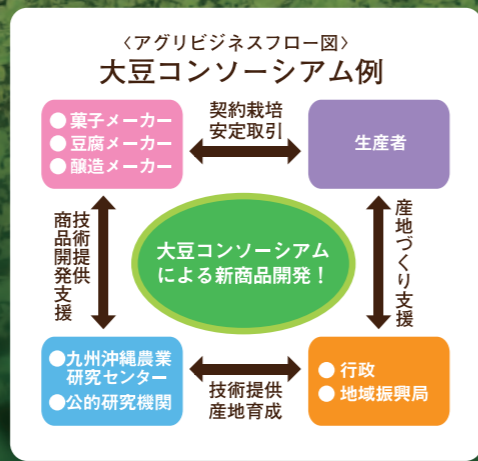 〈アグリビジネスフロー図〉
大豆コンソーシアム例
●菓子メーカー
●豆腐メーカー
●醸造メーカー
契約栽培
安定取引
生産者
技術提供
商品開発支援
大豆コンソーシアム
による新商品開発！
産地づくり支援
●九州沖縄農業
研究センター
●公的研究機関
技術提供
産地育成
●行政
●地域振興局